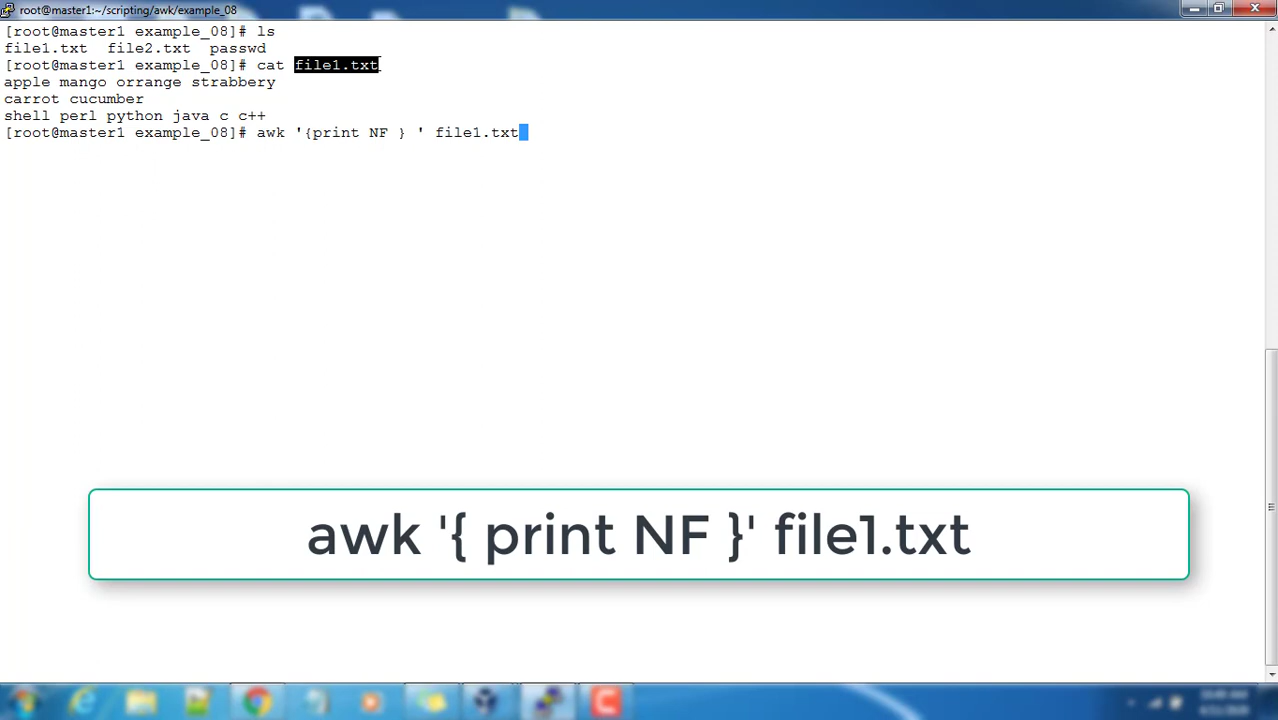 root@master1:~/scripting/awk/example_08
[root@master1 example_08]# ls
file1.txt  file2.txt  passwd
[root@master1 example_08]# cat file1.txt
apple mango orrange strabbery
carrot cucumber
shell perl python java c c++
[root@master1 example_08]# awk '{print NF } ' file1.txt
awk '{ print NF }' file1.txt